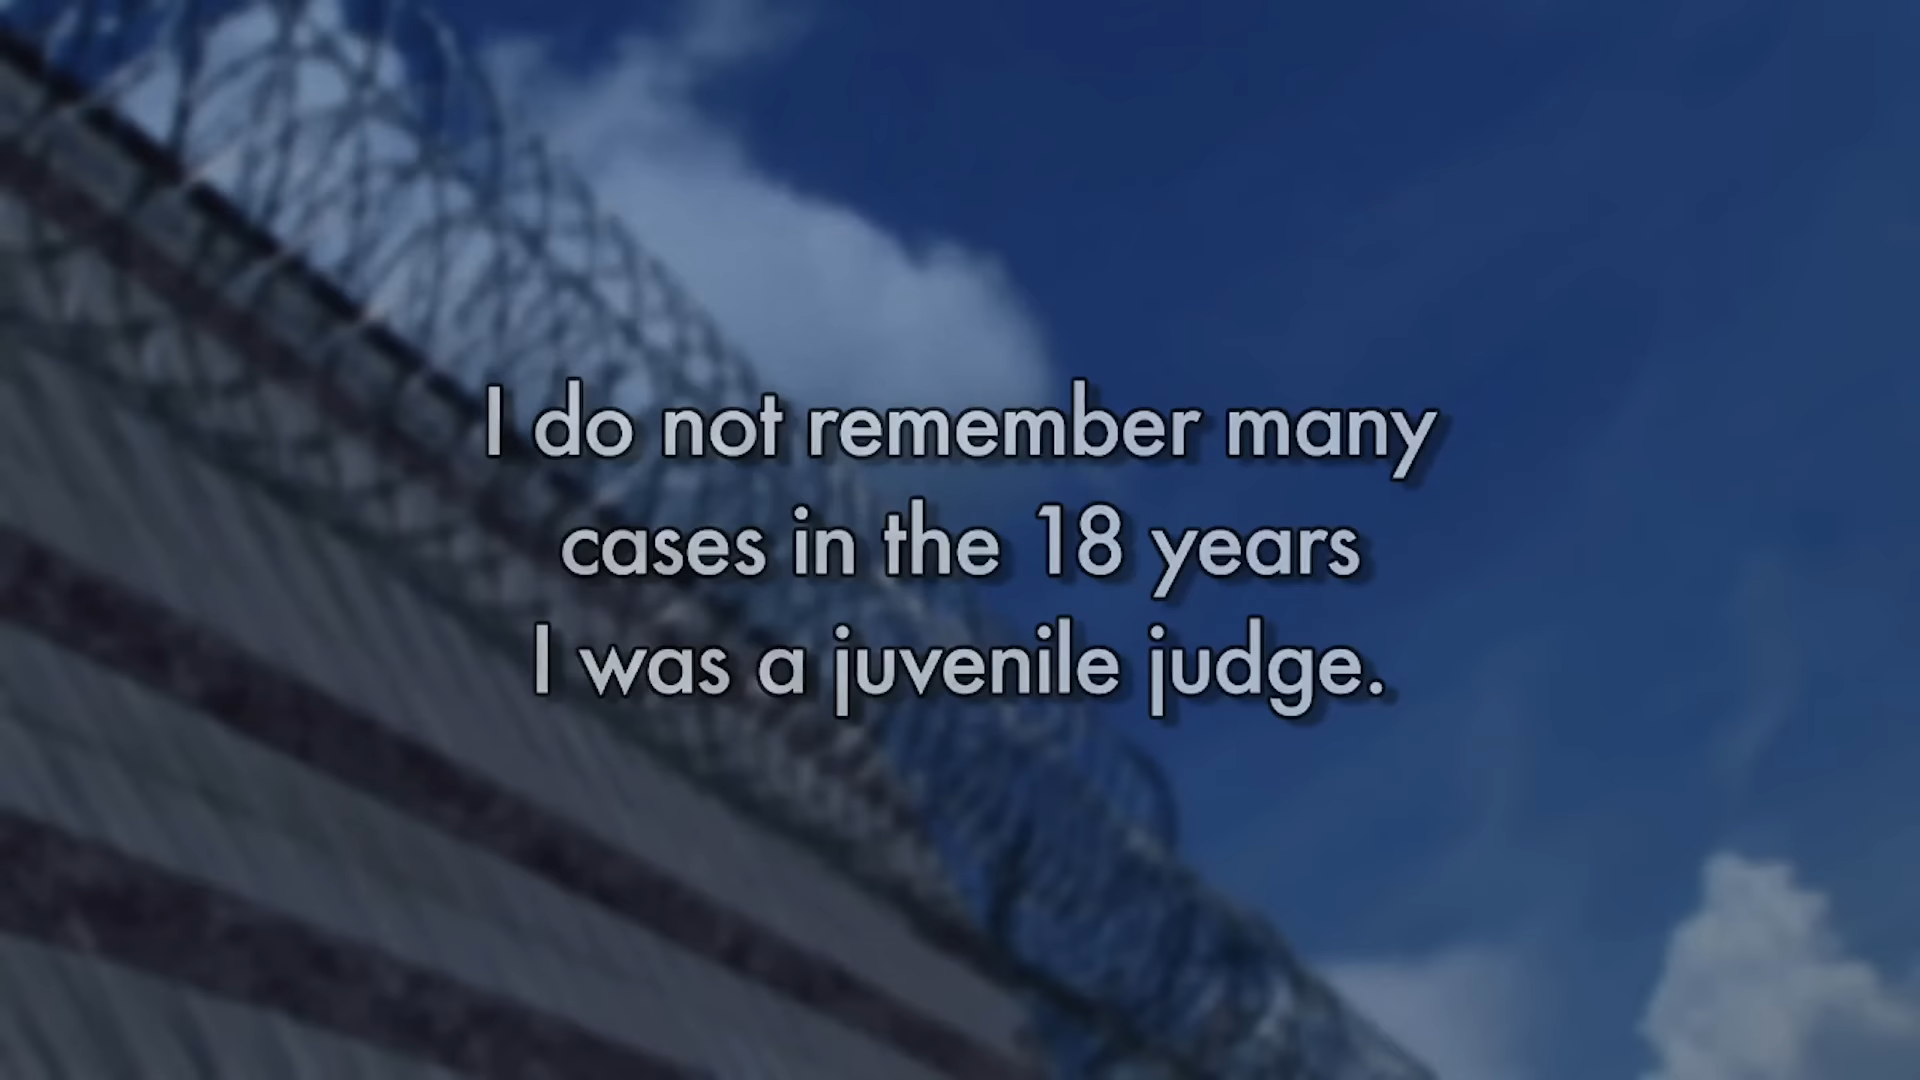 I do not remember many
cases in the 18 years
I was a juvenile judge.